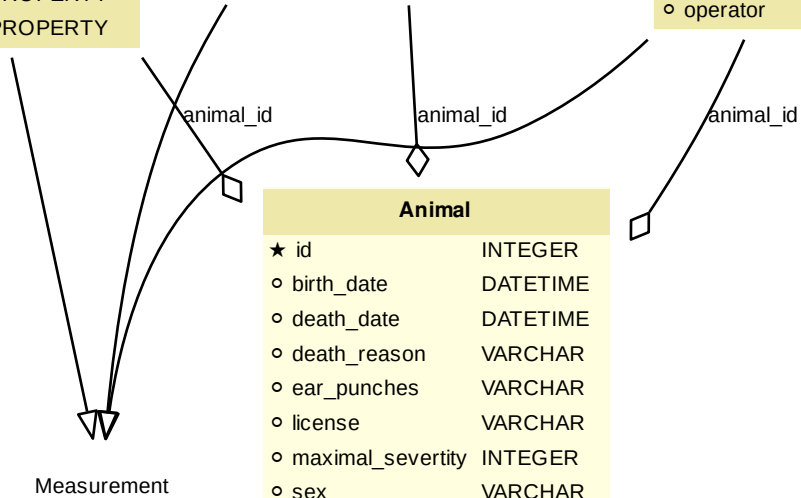 PROPERTY
operator
animal_id
animal_id
animal_id
Animal
★ id INTEGER
birth_date DATETIME
death_date DATETIME
death_reason VARCHAR
ear_punches VARCHAR
license VARCHAR
maximal_severtity INTEGER
sex VARCHAR
Measurement